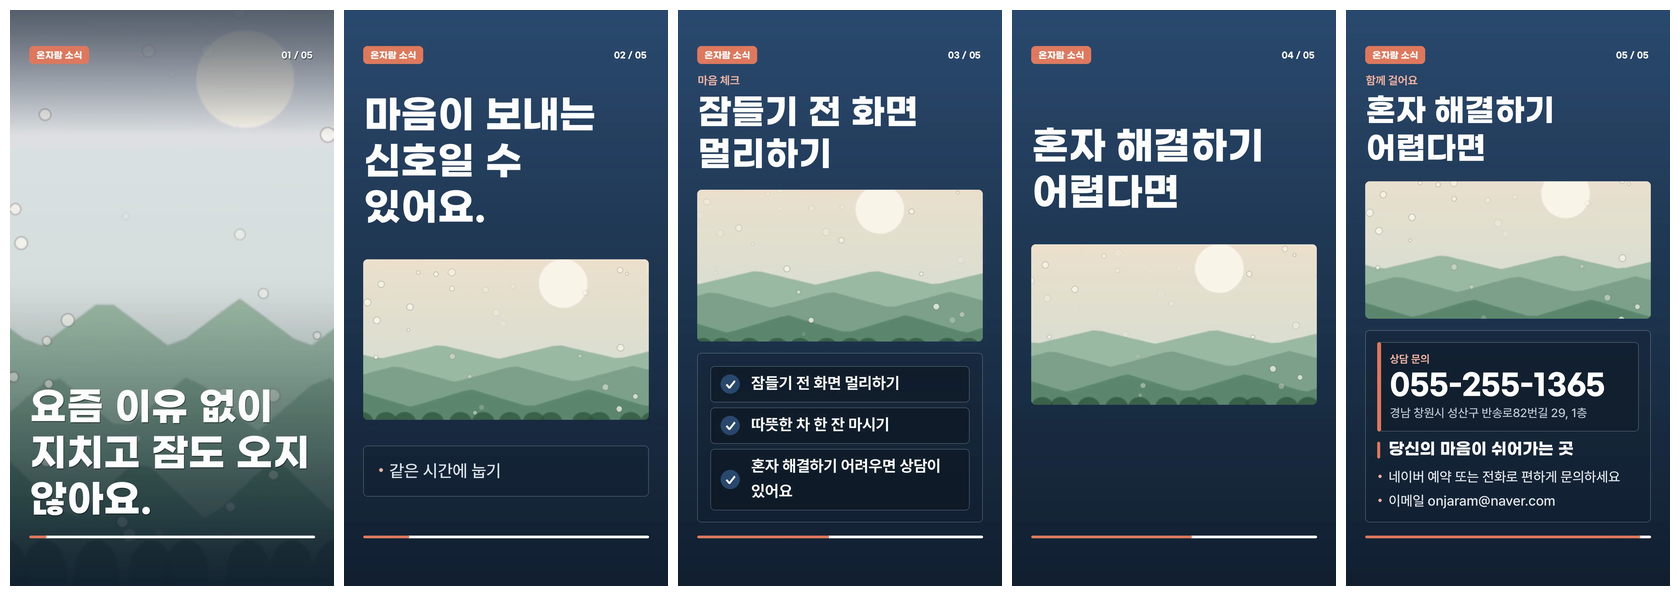 온자람 소식
01 / 05
요즘 이유 없이
지치고 잠도 오지
않아요.
온자람 소식
02 / 05
마음이 보내는
신호일 수
있어요.
• 같은 시간에 눕기
온자람 소식
03 / 05
마음 체크
잠들기 전 화면
멀리하기
잠들기 전 화면 멀리하기
따뜻한 차 한 잔 마시기
혼자 해결하기 어려우면 상담이
있어요
온자람 소식
04 / 05
혼자 해결하기
어렵다면
온자람 소식
05 / 05
함께 걸어요
혼자 해결하기
어렵다면
상담 문의
055-255-1365
경남 창원시 성산구 반송로82번길 29, 1층
당신의 마음이 쉬어가는 곳
• 네이버 예약 또는 전화로 편하게 문의하세요
• 이메일 onjaram@naver.com